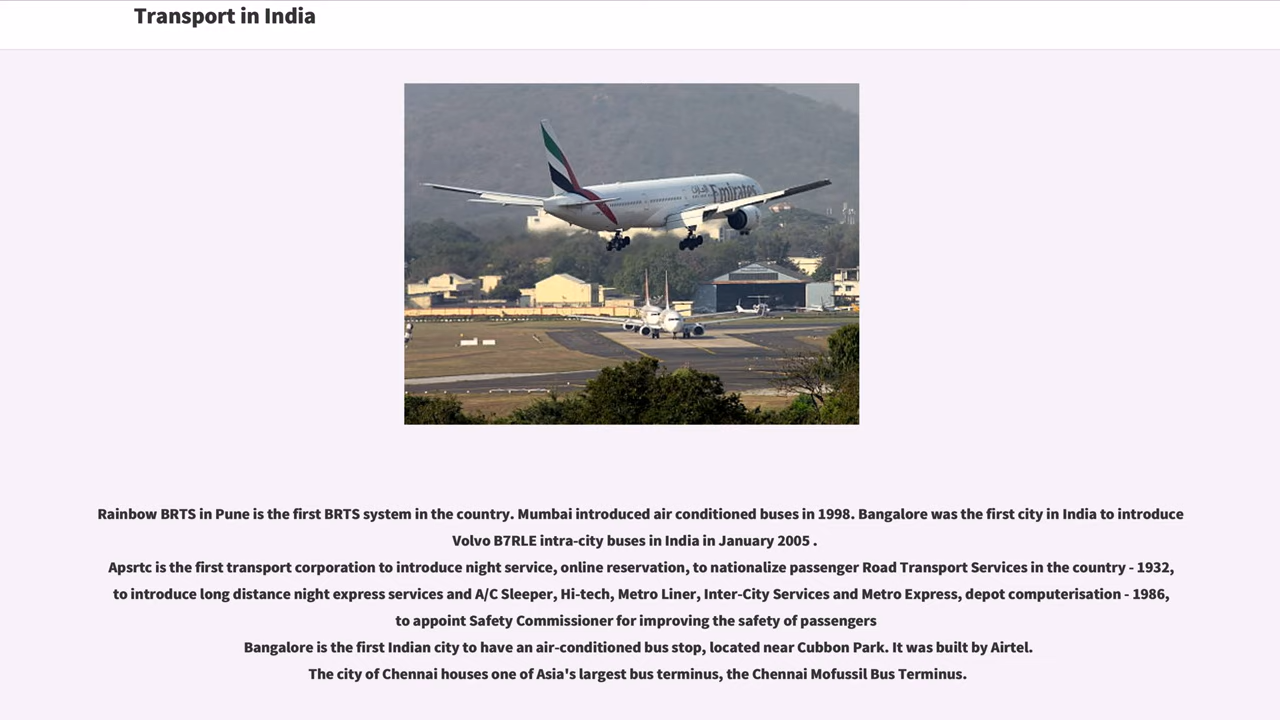 Transport in India
Emirates
Rainbow BRTS in Pune is the first BRTS system in the country. Mumbai introduced air conditioned buses in 1998. Bangalore was the first city in India to introduce
Volvo B7RLE intra-city buses in India in January 2005 .
Apsrtc is the first transport corporation to introduce night service, online reservation, to nationalize passenger Road Transport Services in the country - 1932,
to introduce long distance night express services and A/C Sleeper, Hi-tech, Metro Liner, Inter-City Services and Metro Express, depot computerisation - 1986,
to appoint Safety Commissioner for improving the safety of passengers
Bangalore is the first Indian city to have an air-conditioned bus stop, located near Cubbon Park. It was built by Airtel.
The city of Chennai houses one of Asia's largest bus terminus, the Chennai Mofussil Bus Terminus.